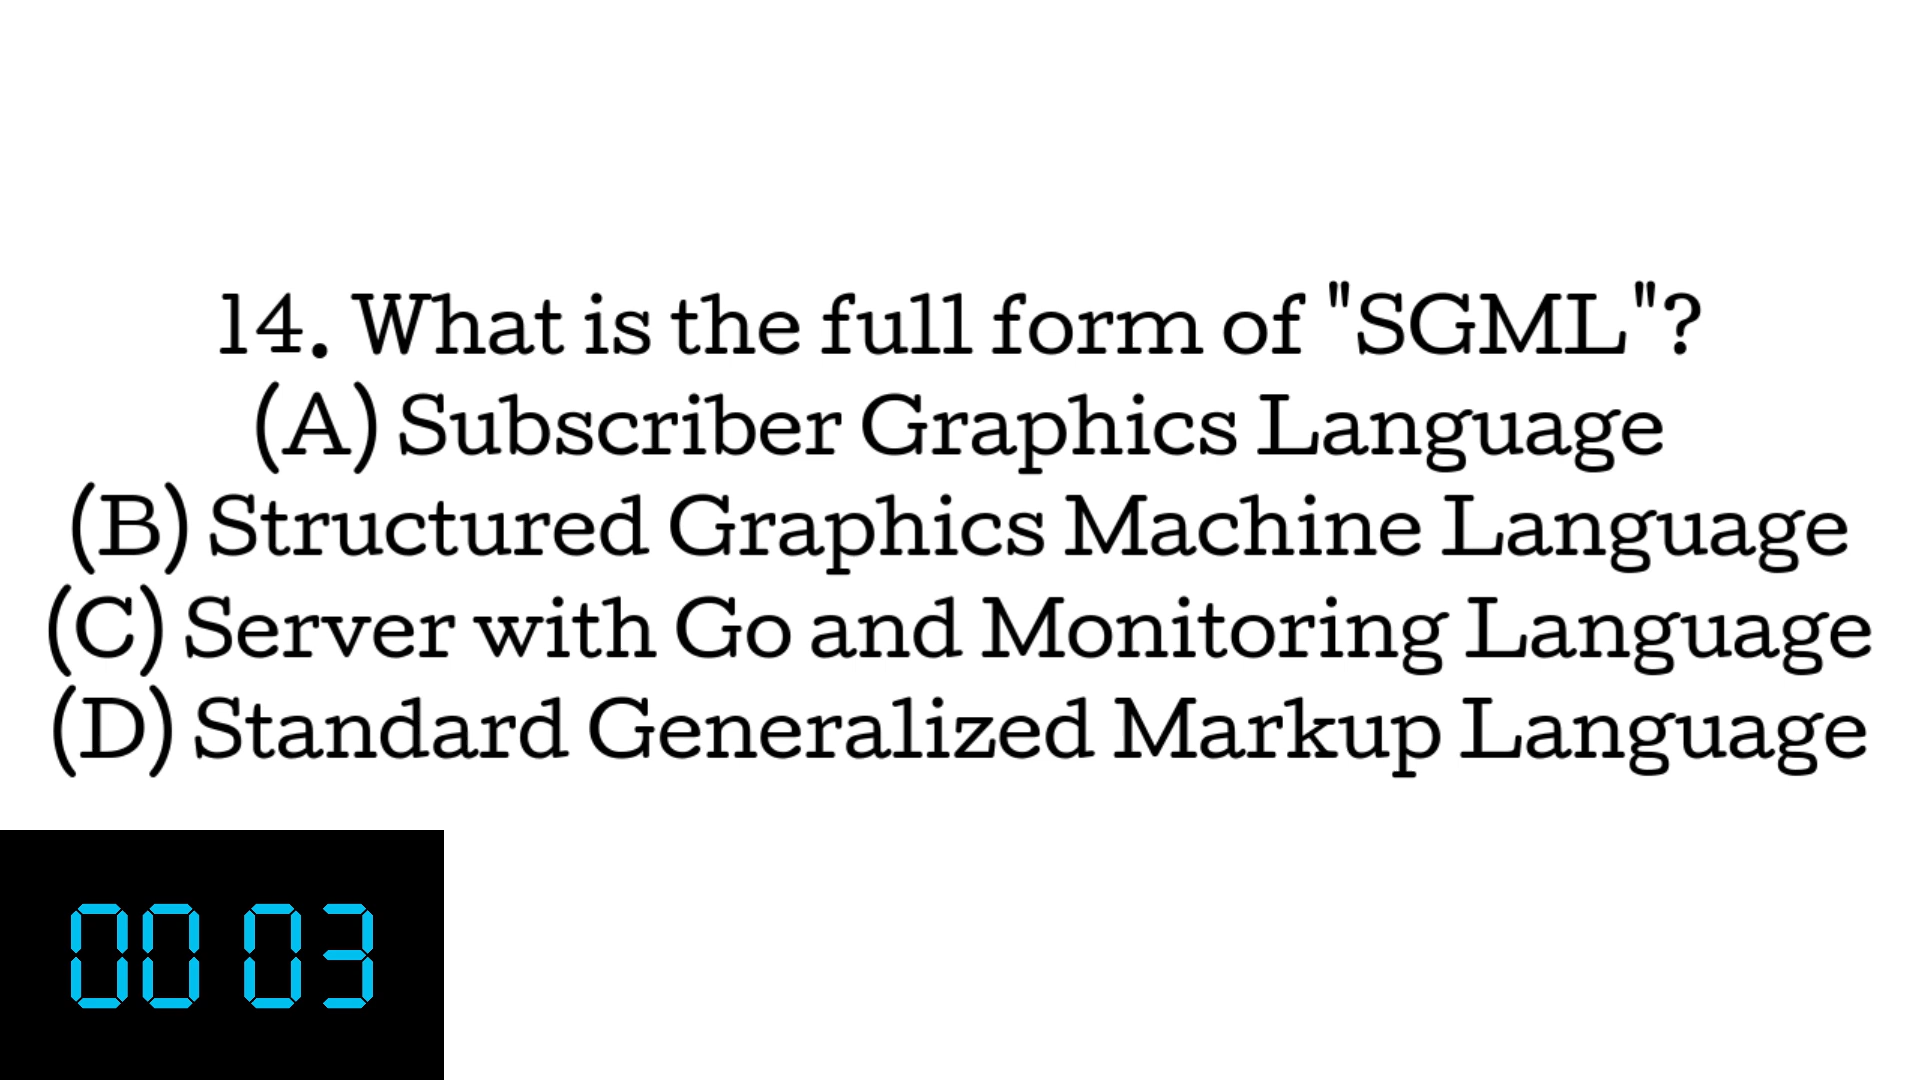 14. What is the full form of "SGML"?
(A) Subscriber Graphics Language
(B) Structured Graphics Machine Language
(C) Server with Go and Monitoring Language
(D) Standard Generalized Markup Language
00 03